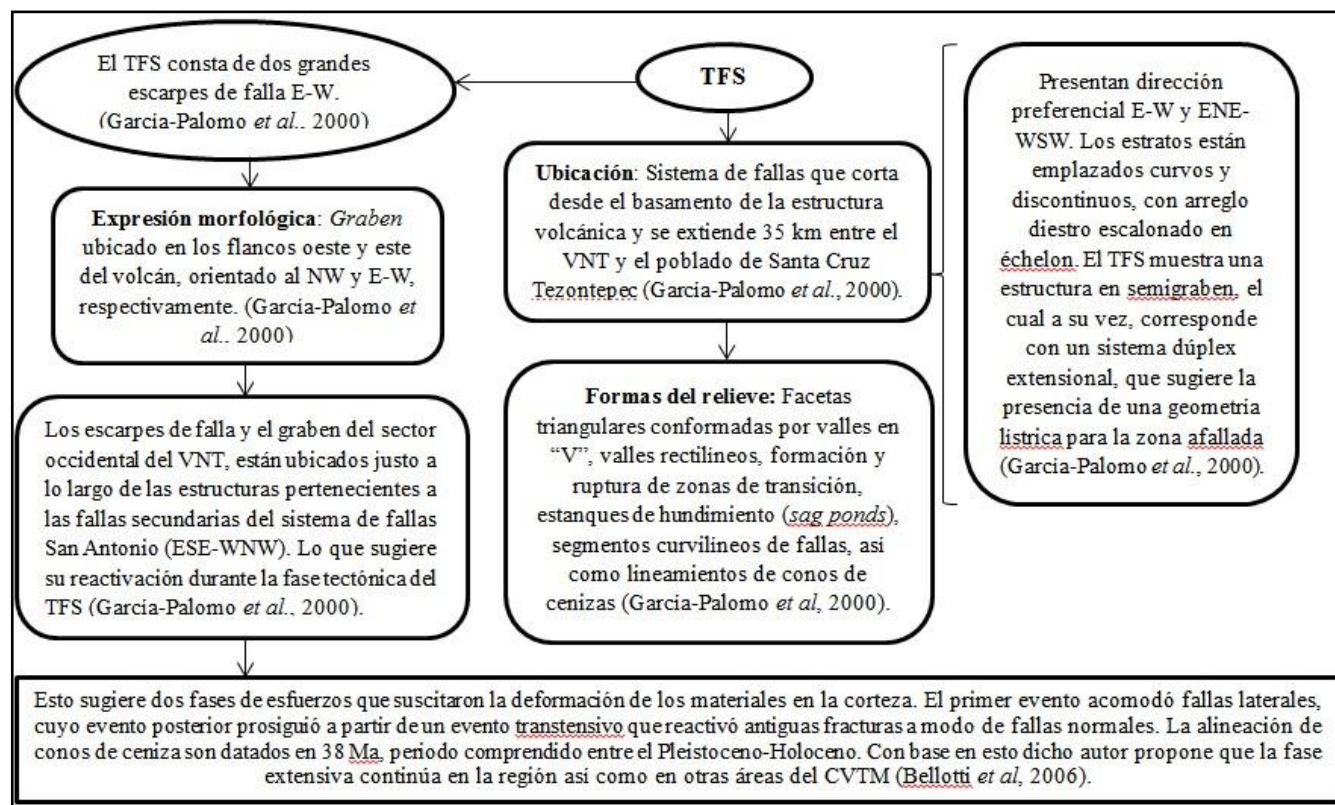 El TFS consta de dos grandes
escarpes de falla E-W.
(García-Palomo et al.. 2000)
TFS
Expresión morfológica: Graben
ubicado en los flancos oeste y este
del volcán, orientado al NW y E-W,
respectivamente. (García-Palomo et
al.. 2000)
Los escarpes de falla y el graben del sector
occidental del VNT, están ubicados justo a
lo largo de las estructuras pertenecientes a
las fallas secundarias del sistema de fallas
San Antonio (ESE-WNW). Lo que sugiere
su reactivación durante la fase tectónica del
TFS (García-Palomo et al., 2000).
Ubicación: Sistema de fallas que corta
desde el basamento de la estructura
volcánica y se extiende 35 km entre el
VNT y el poblado de Santa Cruz
Tezontepec (García-Palomo et al., 2000).
Formas del relieve: Facetas
triangulares conformadas por valles en
“V”, valles rectilíneos, formación y
ruptura de zonas de transición,
estanques de hundimiento (sag ponds),
segmentos curvilíneos de fallas, así
como lineamientos de conos de
cenizas (García-Palomo et al, 2000).
Presentan dirección
preferencial E-W y ENE-
WSW. Los estratos están
emplazados curvos y
discontinuos, con arreglo
diestro escalonado en
échelon. El TFS muestra una
estructura en semigraben, el
cual a su vez, corresponde
con un sistema dúplex
extensional, que sugiere la
presencia de una geometría
lístrica para la zona afallada
(García-Palomo et al., 2000).
Esto sugiere dos fases de esfuerzos que suscitaron la deformación de los materiales en la corteza. El primer evento acomodó fallas laterales,
cuyo evento posterior prosiguió a partir de un evento transtensivo que reactivó antiguas fracturas a modo de fallas normales. La alineación de
conos de ceniza son datados en 38 Ma, periodo comprendido entre el Pleistoceno-Holoceno. Con base en esto dicho autor propone que la fase
extensiva continúa en la región así como en otras áreas del CVTM (Bellotti et al, 2006).